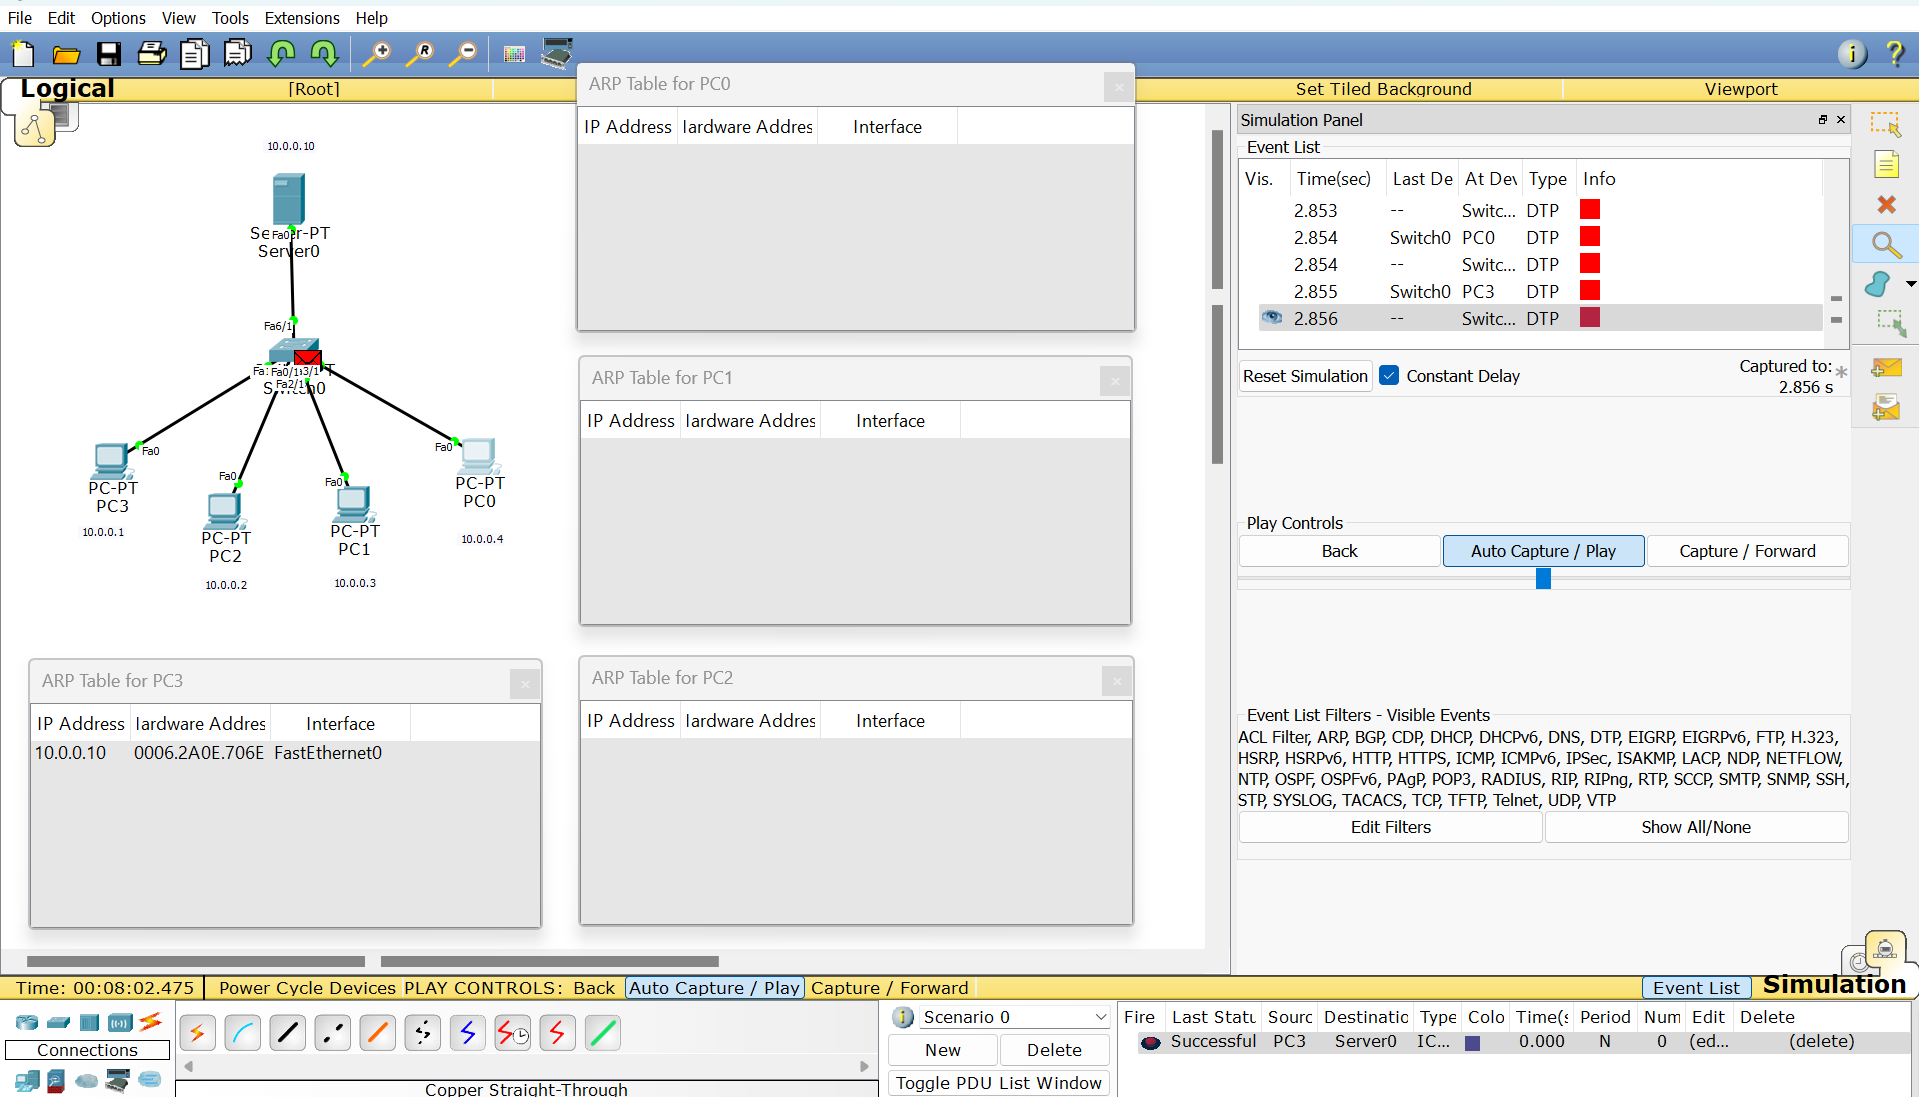 File Edit Options View Tools Extensions Help
Logical [Root] Set Tiled Background Viewport
10.0.0.10
Fa0
Server0
Fa6/1
Fa0/1
Fa2/1
Fa0
PC-PT
PC3
10.0.0.1
Fa0
PC-PT
PC2
10.0.0.2
Fa0
PC-PT
PC1
10.0.0.3
Fa0
PC-PT
PC0
10.0.0.4
ARP Table for PC0
IP Address Iardware Addres Interface
ARP Table for PC1
IP Address Iardware Addres Interface
ARP Table for PC3
IP Address Iardware Addres Interface
10.0.0.10 0006.2A0E.706E FastEthernet0
ARP Table for PC2
IP Address Iardware Addres Interface
Simulation Panel
Event List
Vis. Time(sec) Last De At Dev Type Info
2.853 -- Switc... DTP
2.854 Switch0 PC0 DTP
2.854 -- Switc... DTP
2.855 Switch0 PC3 DTP
2.856 -- Switc... DTP
Reset Simulation Constant Delay Captured to: *
2.856 s
Play Controls
Back Auto Capture / Play Capture / Forward
Event List Filters - Visible Events
ACL Filter, ARP, BGP, CDP, DHCP, DHCPv6, DNS, DTP, EIGRP, EIGRPv6, FTP, H.323,
HSRP, HSRPv6, HTTP, HTTPS, ICMP, ICMPv6, IPSec, ISAKMP, LACP, NDP, NETFLOW,
NTP, OSPF, OSPFv6, PAgP, POP3, RADIUS, RIP, RIPng, RTP, SCCP, SMTP, SNMP, SSH,
STP, SYSLOG, TACACS, TCP, TFTP, Telnet, UDP, VTP
Edit Filters Show All/None
Time: 00:08:02.475 Power Cycle Devices PLAY CONTROLS: Back Auto Capture / Play Capture / Forward Event List Simulation
Connections
Copper Straight-Through
Scenario 0
New Delete
Toggle PDU List Window
Fire Last Statu Sourc Destinatic Type Colo Time(s Period Num Edit Delete
Successful PC3 Server0 IC... 0.000 N 0 (ed... (delete)